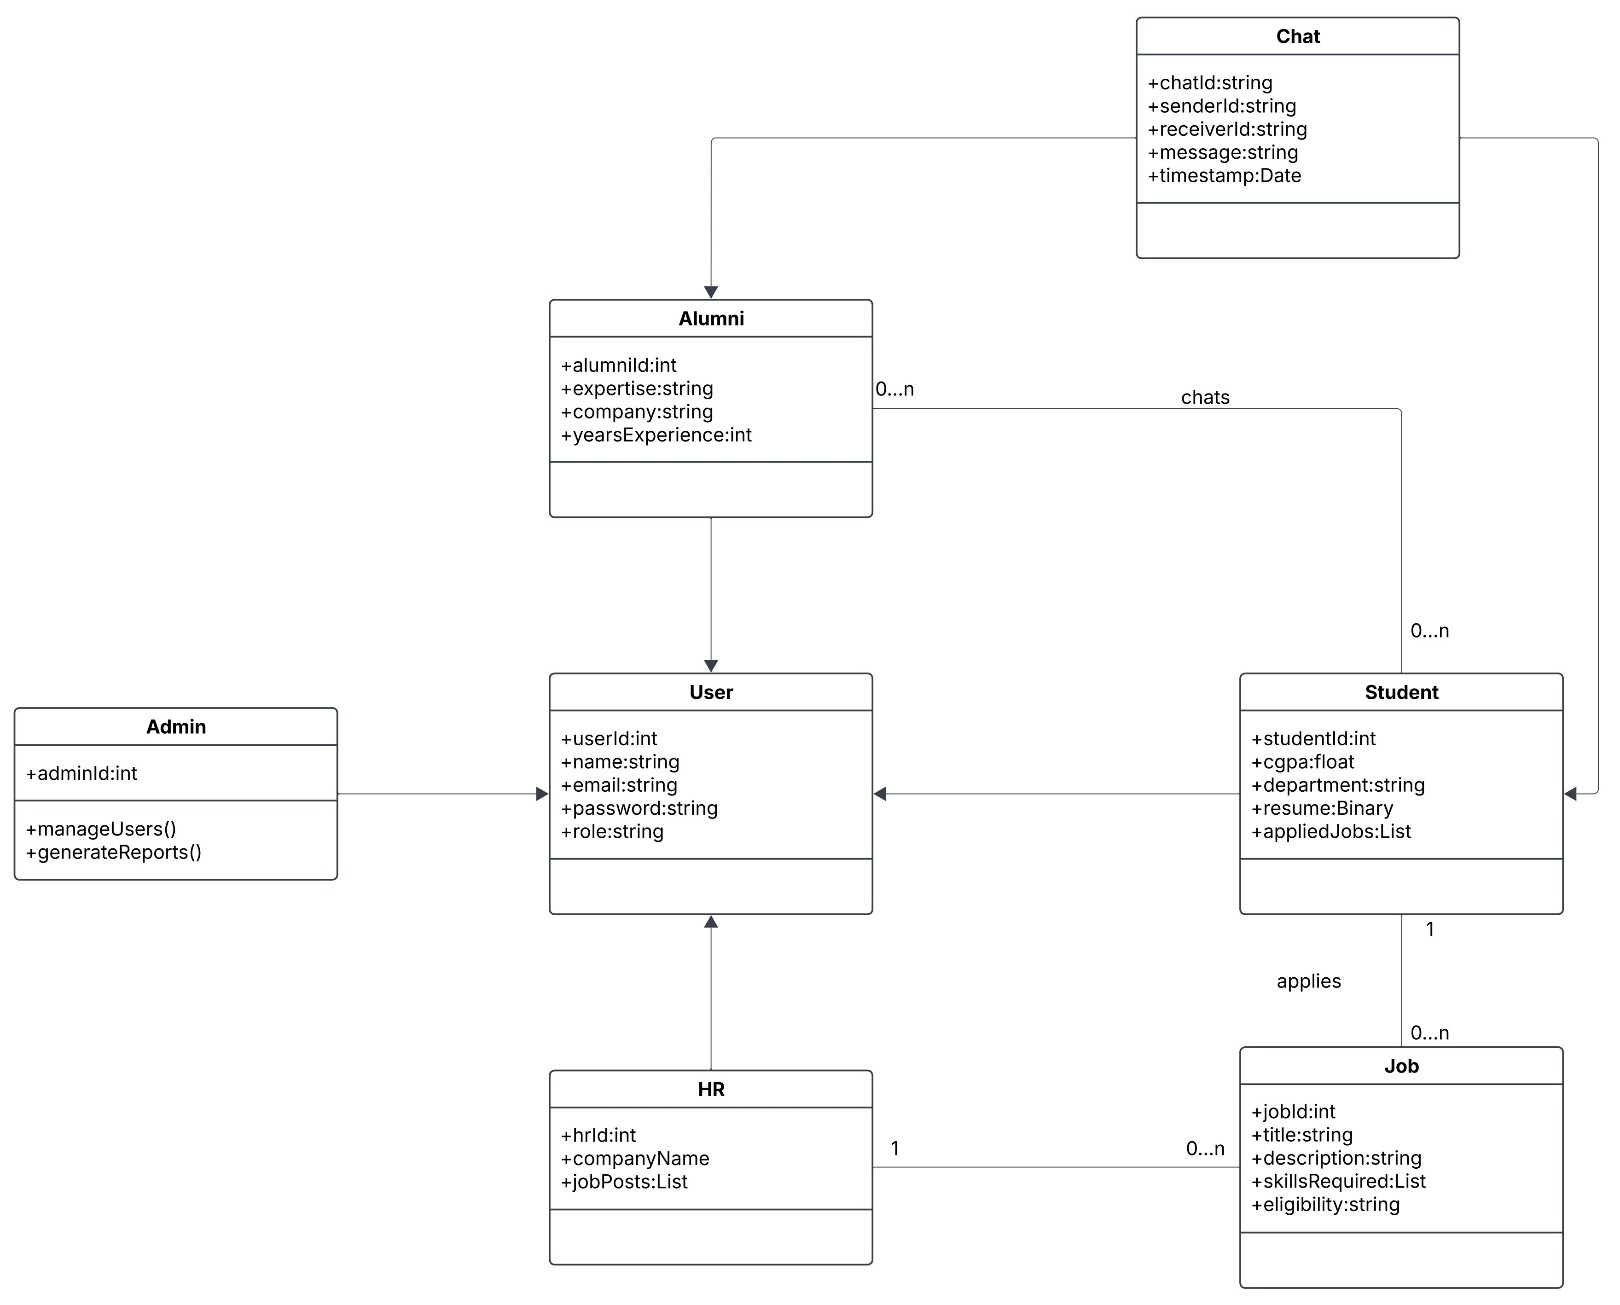 Chat
+chatId:string
+senderId:string
+receiverId:string
+message:string
+timestamp:Date
Alumni
+alumniId:int
+expertise:string
+company:string
+yearsExperience:int
0...n
chats
0...n
User
+userId:int
+name:string
+email:string
+password:string
+role:string
Student
+studentId:int
+cgpa:float
+department:string
+resume:Binary
+appliedJobs:List
Admin
+adminId:int
+manageUsers()
+generateReports()
1
applies
0...n
HR
+hrId:int
+companyName
+jobPosts:List
1
0...n
Job
+jobId:int
+title:string
+description:string
+skillsRequired:List
+eligibility:string